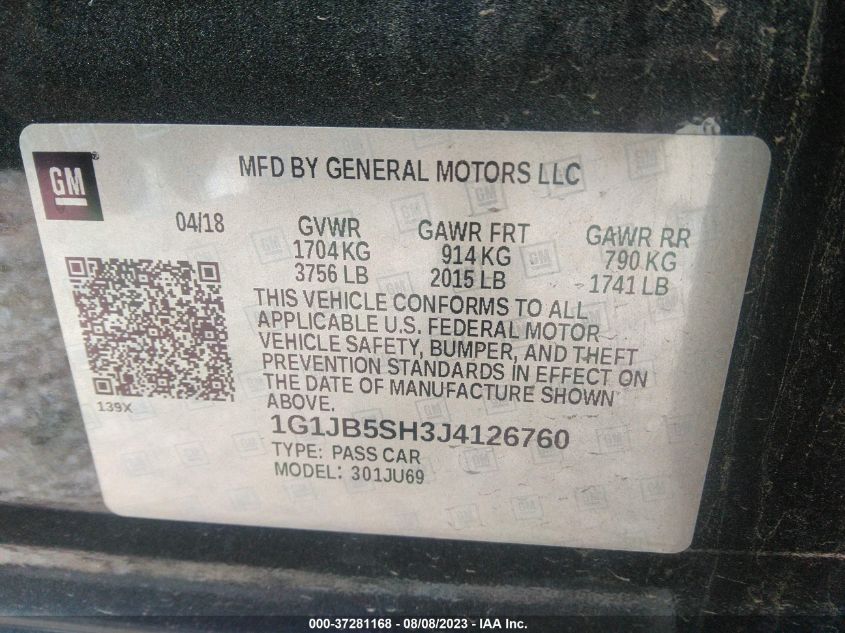 GM
MFD BY GENERAL MOTORS LLC
04/18
GVWR GAWR FRT GAWR RR
1704 KG 914 KG 790 KG
3756 LB 2015 LB 1741 LB
THIS VEHICLE CONFORMS TO ALL
APPLICABLE U.S. FEDERAL MOTOR
VEHICLE SAFETY, BUMPER, AND THEFT
PREVENTION STANDARDS IN EFFECT ON
THE DATE OF MANUFACTURE SHOWN
ABOVE.
139X
1G1JB5SH3J4126760
TYPE: PASS CAR
MODEL: 301JU69
000-37281168 - 08/08/2023 - IAA Inc.